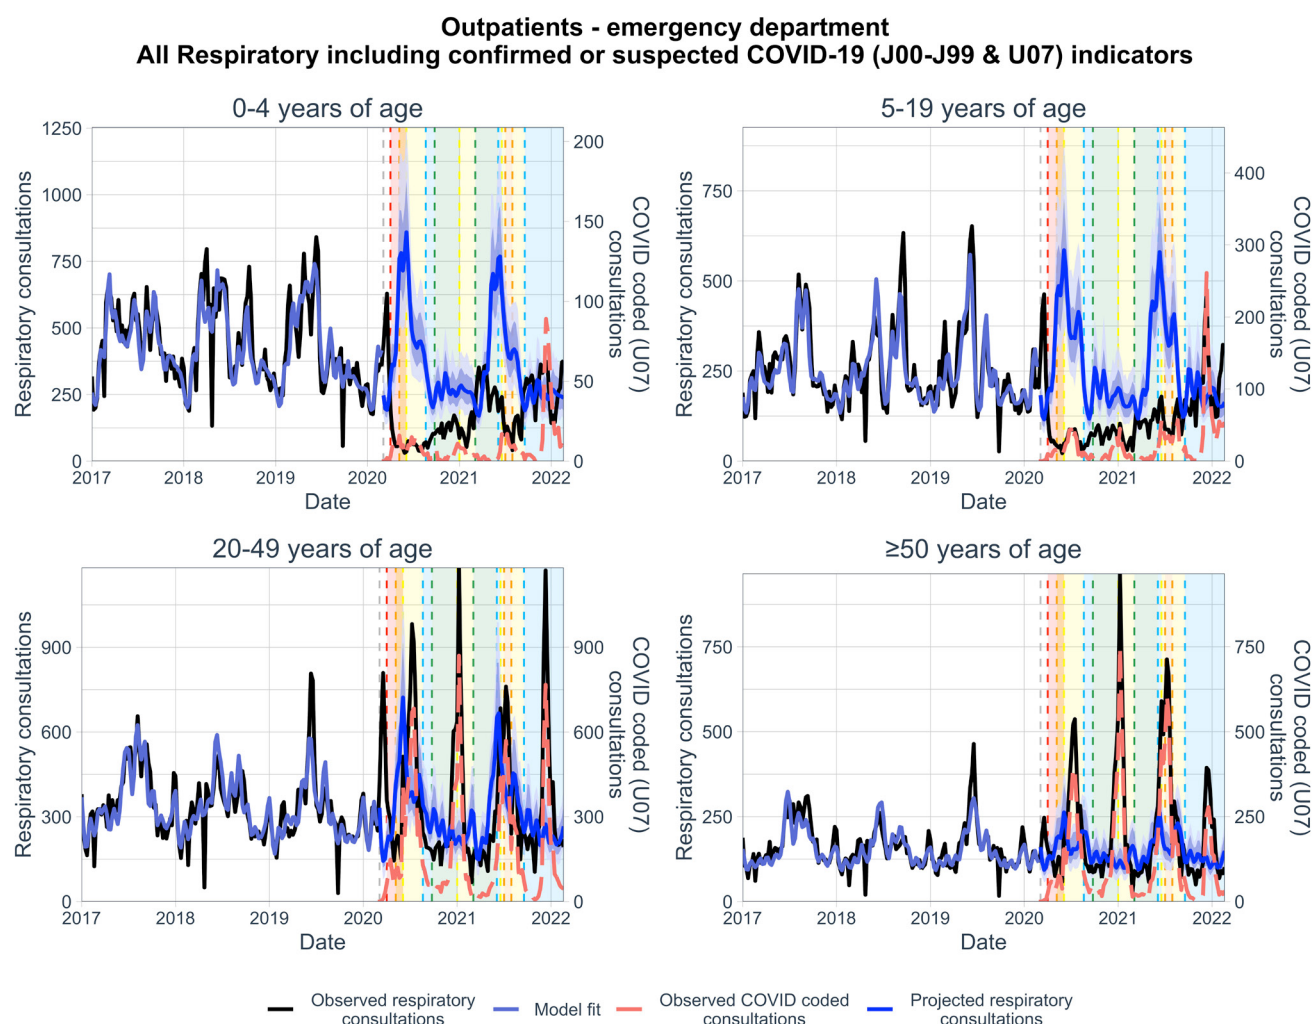 Outpatients - emergency department
All Respiratory including confirmed or suspected COVID-19 (J00-J99 & U07) indicators
0-4 years of age
Respiratory consultations
1250
1000
750
500
250
0
200
150
100
50
0
COVID coded (U07)
consultations
2017 2018 2019 2020 2021 2022
Date
5-19 years of age
Respiratory consultations
750
500
250
0
400
300
200
100
0
COVID coded (U07)
consultations
2017 2018 2019 2020 2021 2022
Date
20-49 years of age
Respiratory consultations
900
600
300
0
900
600
300
0
COVID coded (U07)
consultations
2017 2018 2019 2020 2021 2022
Date
≥50 years of age
Respiratory consultations
750
500
250
0
750
500
250
0
COVID coded (U07)
consultations
2017 2018 2019 2020 2021 2022
Date
Observed respiratory
consultations
Model fit
Observed COVID coded
consultations
Projected respiratory
consultations